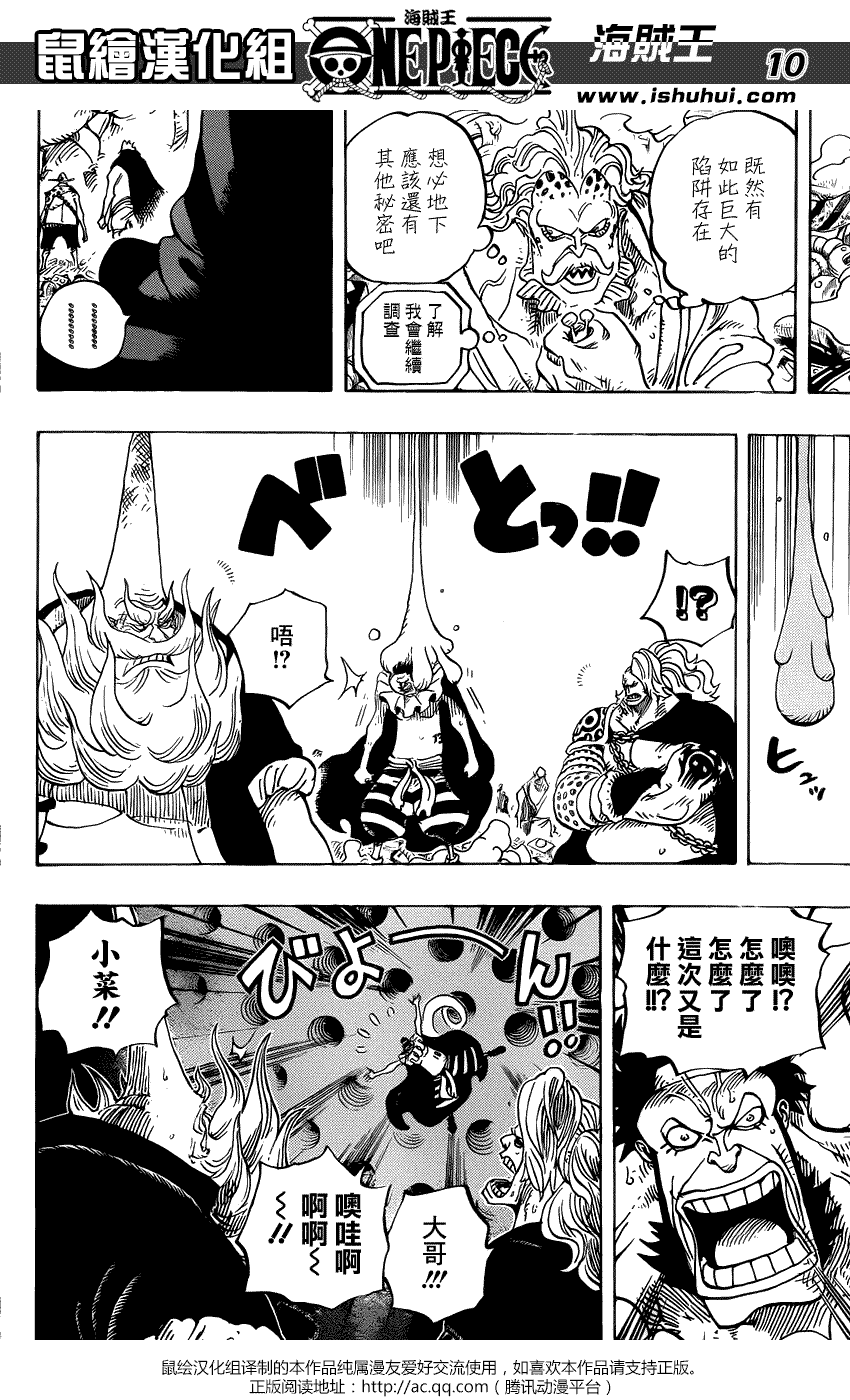 鼠繪漢化組
海賊王
ONE PIECE
海賊王
10
www.ishuhui.com
既然有
如此巨大的
陷阱存在
想必地下
應該還有
其他秘密吧
了解
我會繼續
調查
べとっ!!
!?
唔
!?
ヒュッ
噢噢!?
怎麼了
怎麼了
這次又是
什麼!!?
びよーーん!!
小菜!!
大哥!!!
噢哇啊
啊啊~
~!!
鼠绘汉化组译制的本作品纯属漫友爱好交流使用，如喜欢本作品请支持正版。
正版阅读地址：http://ac.qq.com（腾讯动漫平台）